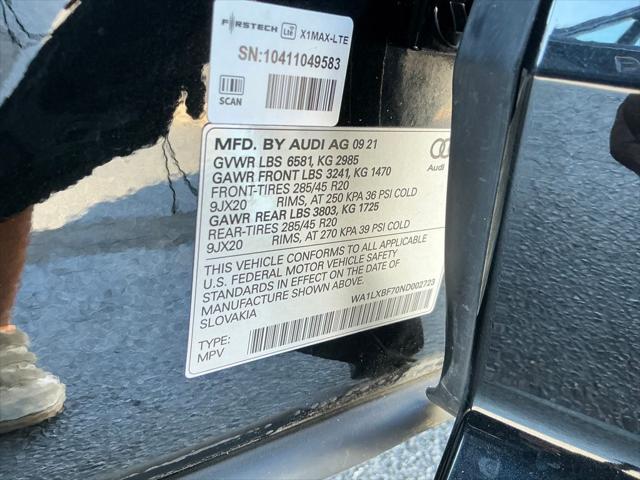 FIRSTECH LTE X1MAX-LTE
SN:10411049583
SCAN
MFD. BY AUDI AG 09 21
GVWR LBS 6581, KG 2985
GAWR FRONT LBS 3241, KG 1470
FRONT-TIRES 285/45 R20
9JX20 RIMS, AT 250 KPA 36 PSI COLD
GAWR REAR LBS 3803, KG 1725
REAR-TIRES 285/45 R20
9JX20 RIMS, AT 270 KPA 39 PSI COLD
Audi
THIS VEHICLE CONFORMS TO ALL APPLICABLE
U.S. FEDERAL MOTOR VEHICLE SAFETY
STANDARDS IN EFFECT ON THE DATE OF
MANUFACTURE SHOWN ABOVE.
SLOVAKIA
WA1LXBF70ND002723
TYPE:
MPV